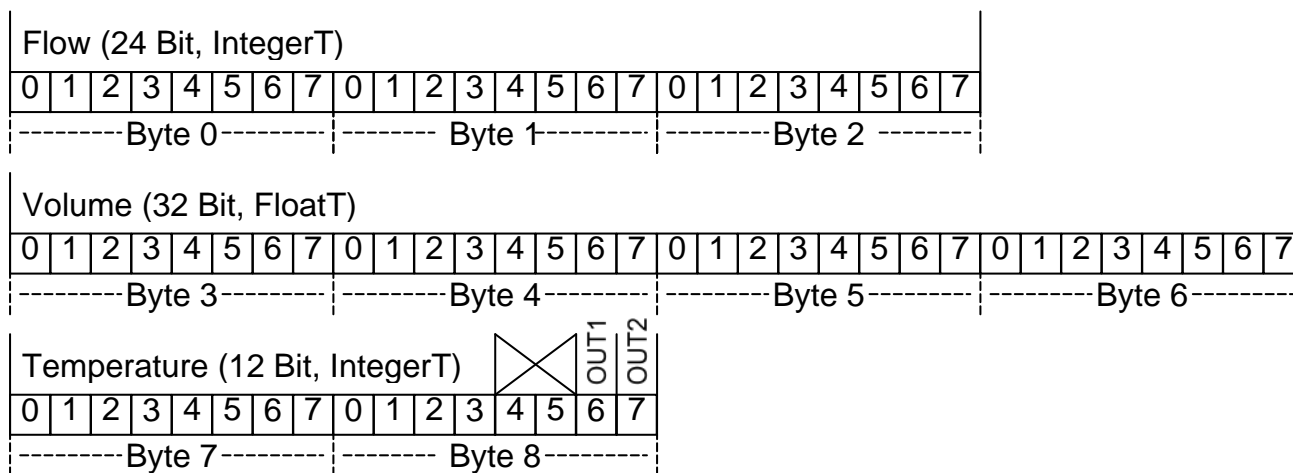 Flow (24 Bit, IntegerT)
0 1 2 3 4 5 6 7 0 1 2 3 4 5 6 7 0 1 2 3 4 5 6 7
Byte 0 Byte 1 Byte 2
Volume (32 Bit, FloatT)
0 1 2 3 4 5 6 7 0 1 2 3 4 5 6 7 0 1 2 3 4 5 6 7 0 1 2 3 4 5 6 7
Byte 3 Byte 4 Byte 5 Byte 6
Temperature (12 Bit, IntegerT) OUT1 OUT2
0 1 2 3 4 5 6 7 0 1 2 3 4 5 6 7
Byte 7 Byte 8